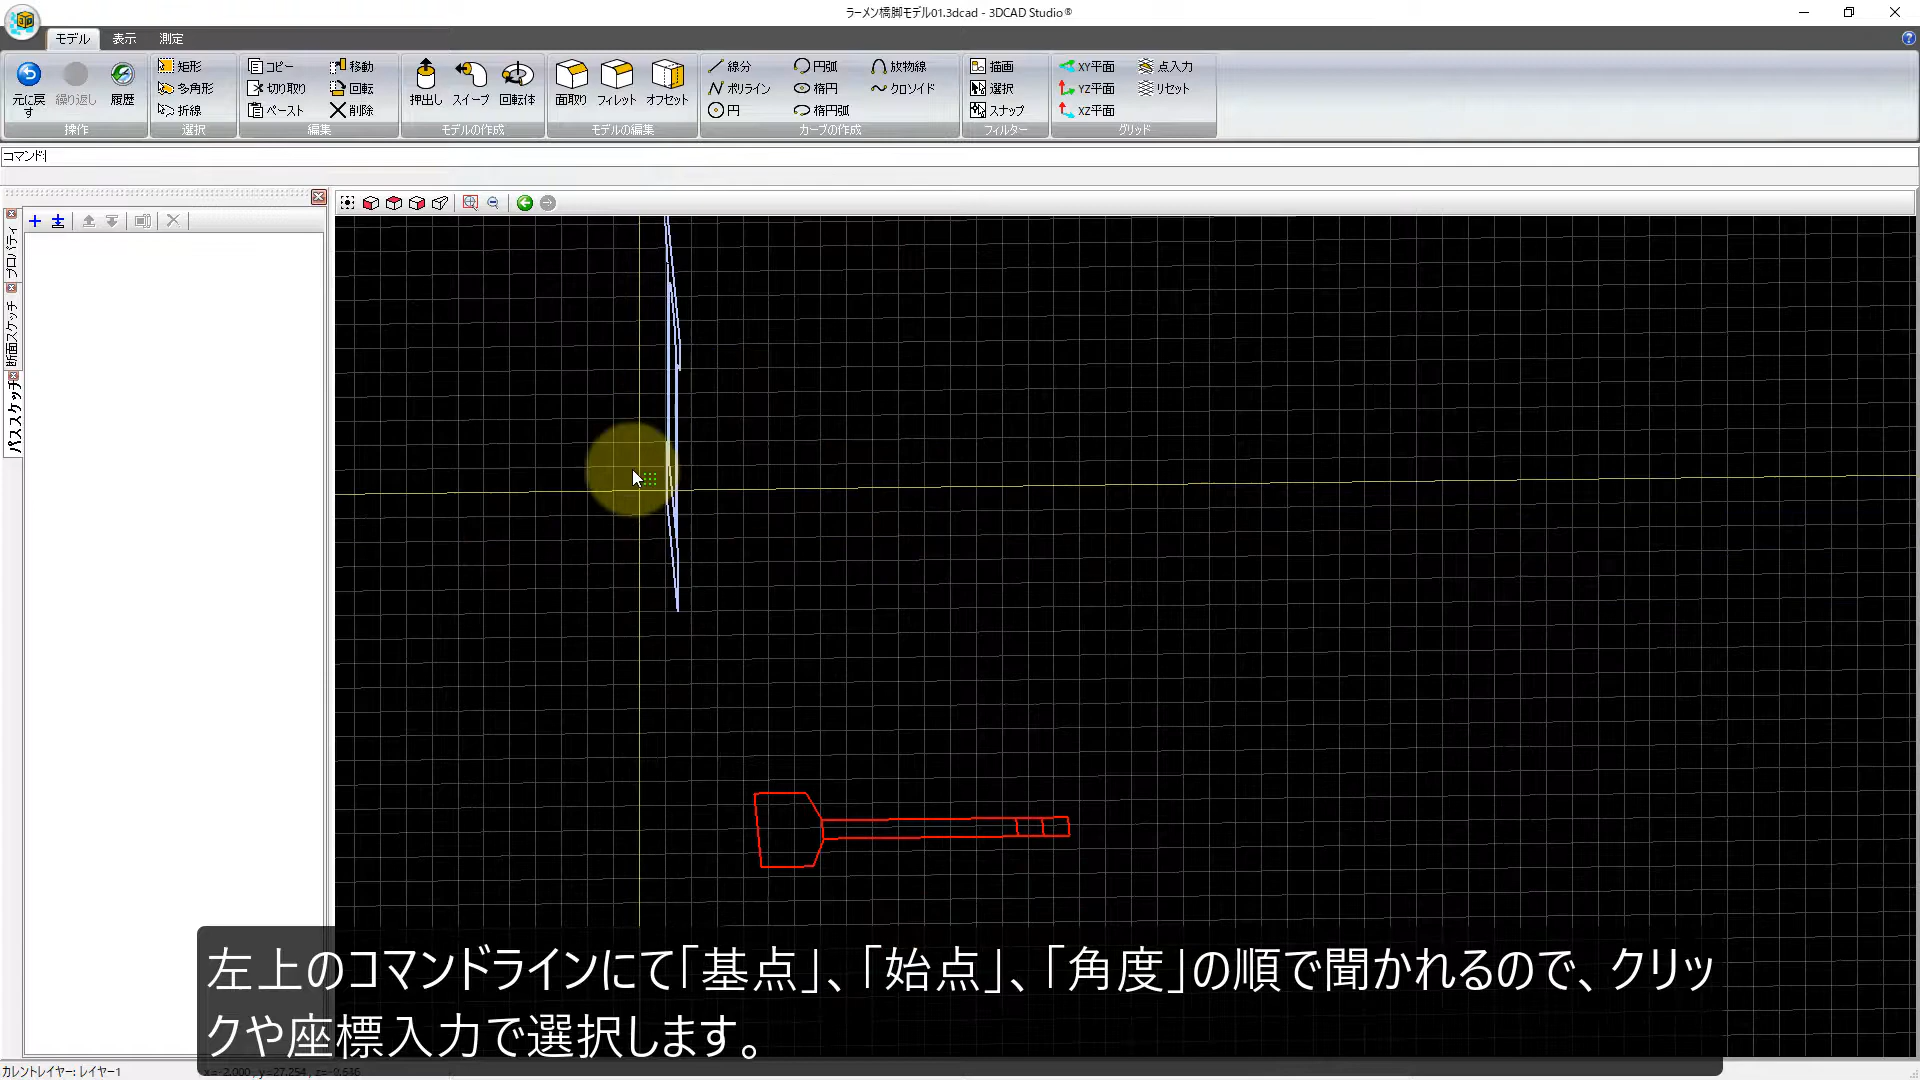 ラーメン橋脚モデル01.3dcad - 3DCAD Studio®
モデル 表示 測定
矩形 コピー 移動 線分 円弧 放物線 描画 XY平面 点入力
多角形 切り取り 回転 ポリライン 楕円 クロソイド 選択 YZ平面 リセット
元に戻す 繰り返し 履歴 折線 ペースト 削除 押出し スイープ 回転体 面取り フィレット オフセット 円 楕円弧 スナップ XZ平面
操作 選択 編集 モデルの作成 モデルの編集 カーブの作成 フィルター グリッド
コマンド:
プロパティ
断面スケッチ
パススケッチ
左上のコマンドラインにて「基点」、「始点」、「角度」の順で聞かれるので、クリッ
クや座標入力で選択します。
カレントレイヤー: レイヤー1 x=-2.000, y=27.254, z=-9.636